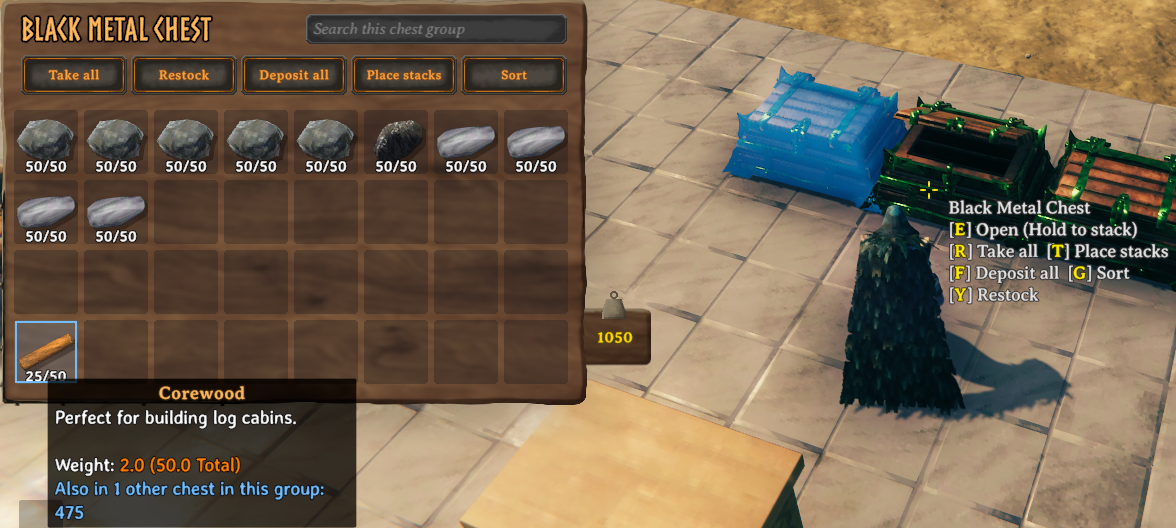 BLACK METAL CHEST
Search this chest group
Take all
Restock
Deposit all
Place stacks
Sort
50/50 50/50 50/50 50/50 50/50 50/50 50/50 50/50
50/50 50/50
25/50
1050
Corewood
Perfect for building log cabins.
Weight: 2.0 (50.0 Total)
Also in 1 other chest in this group:
475
Black Metal Chest
[E] Open (Hold to stack)
[R] Take all [T] Place stacks
[F] Deposit all [G] Sort
[Y] Restock